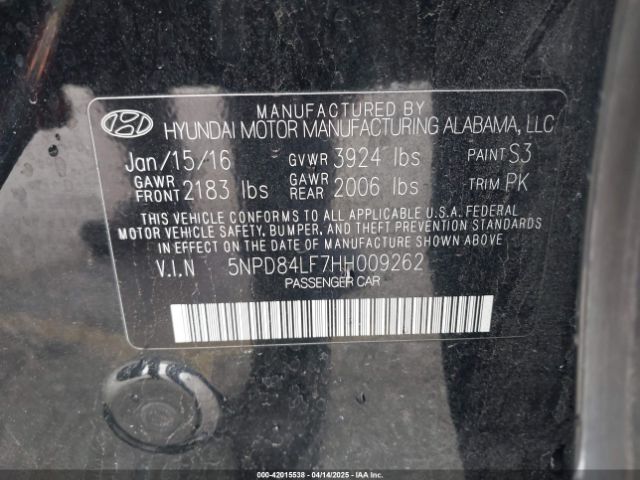 MANUFACTURED BY
HYUNDAI MOTOR MANUFACTURING ALABAMA, LLC
Jan/15/16 GVWR 3924 lbs PAINT S3
GAWR FRONT 2183 lbs GAWR REAR 2006 lbs TRIM PK
THIS VEHICLE CONFORMS TO ALL APPLICABLE U.S.A. FEDERAL
MOTOR VEHICLE SAFETY, BUMPER, AND THEFT PREVENTION STANDARDS
IN EFFECT ON THE DATE OF MANUFACTURE SHOWN ABOVE
V.I.N 5NPD84LF7HH009262
PASSENGER CAR
000-42015538 - 04/14/2025 - IAAI.COM